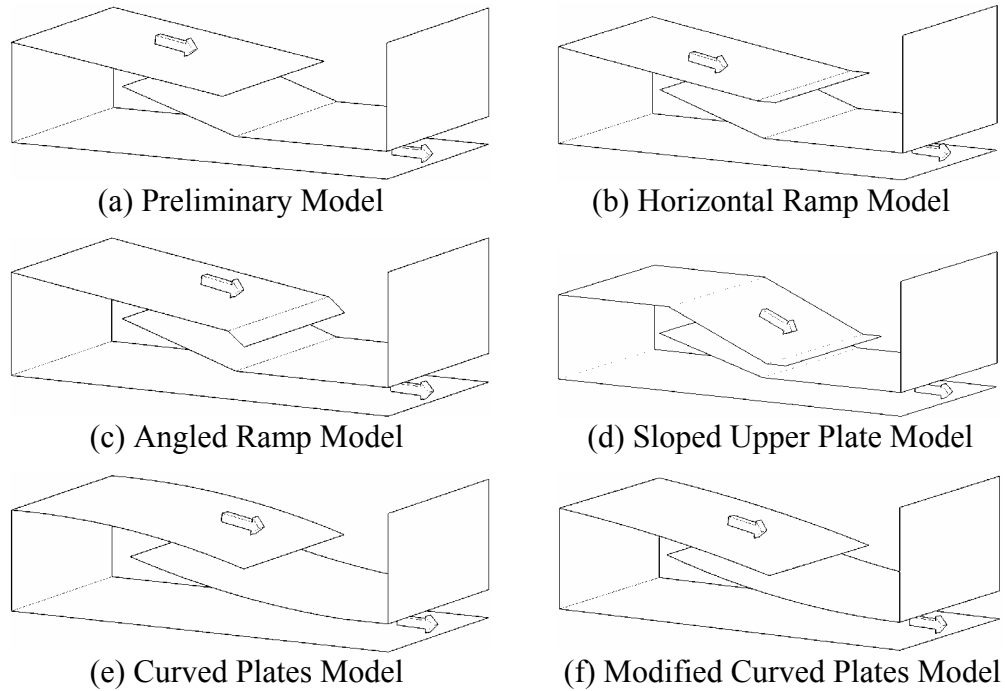 (a) Preliminary Model
(b) Horizontal Ramp Model
(c) Angled Ramp Model
(d) Sloped Upper Plate Model
(e) Curved Plates Model
(f) Modified Curved Plates Model